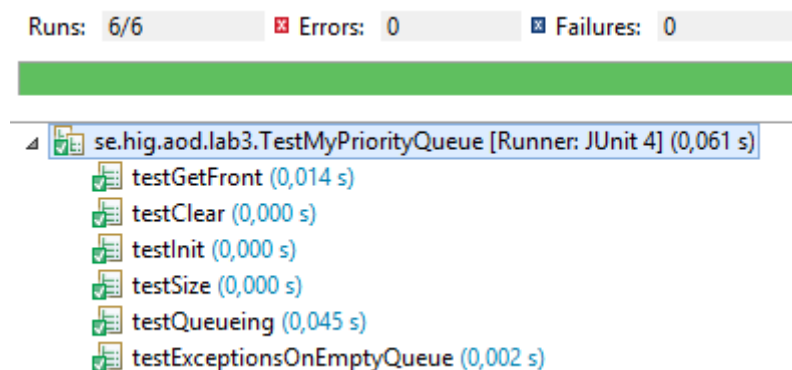 Runs: 6/6 Errors: 0 Failures: 0
se.hig.aod.lab3.TestMyPriorityQueue [Runner: JUnit 4] (0,061 s)
testGetFront (0,014 s)
testClear (0,000 s)
testInit (0,000 s)
testSize (0,000 s)
testQueueing (0,045 s)
testExceptionsOnEmptyQueue (0,002 s)